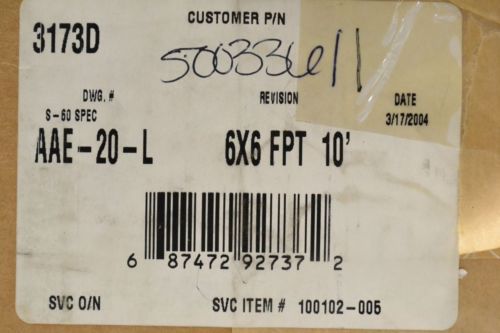 CUSTOMER P/N
3173D
50033611
DWG. # REVISION DATE
S-60 SPEC 3/17/2004
AAE-20-L 6X6 FPT 10'
6 87472 92737 2
SVC O/N SVC ITEM # 100102-005